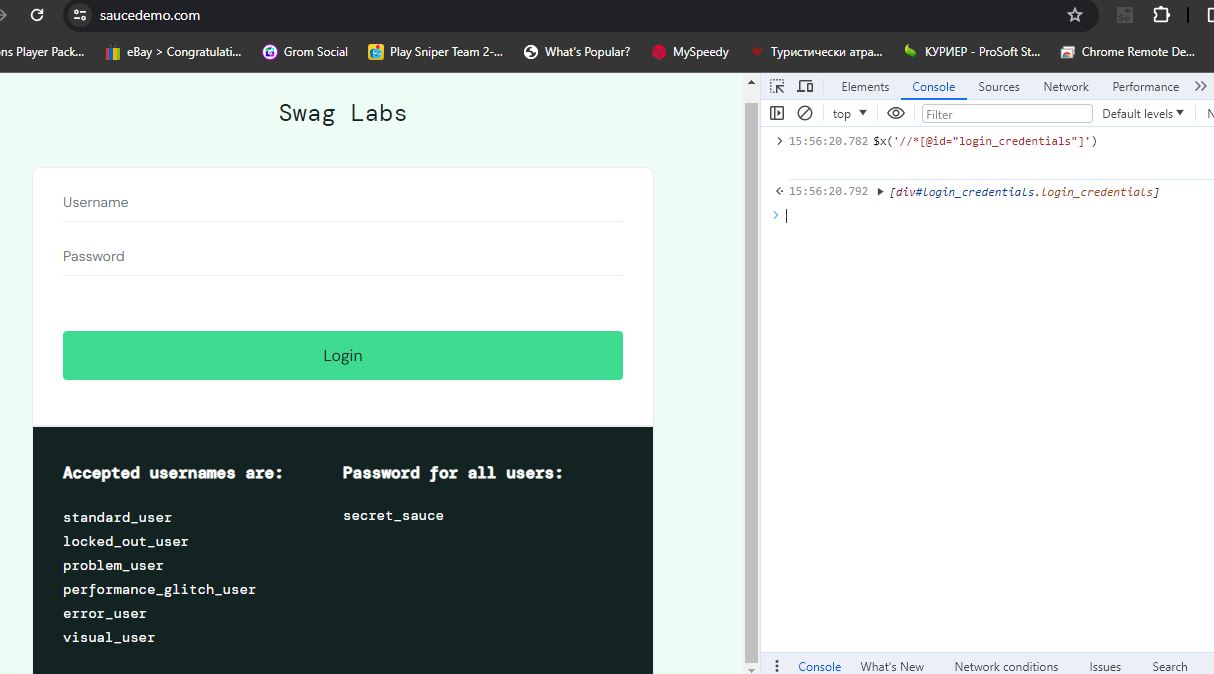 saucedemo.com
ns Player Pack...
eBay > Congratulati...
Grom Social
Play Sniper Team 2-...
What's Popular?
MySpeedy
Туристически атра...
КУРИЕР - ProSoft St...
Chrome Remote De...
Swag Labs
Username
Password
Login
Accepted usernames are:
standard_user
locked_out_user
problem_user
performance_glitch_user
error_user
visual_user
Password for all users:
secret_sauce
Elements Console Sources Network Performance
top Filter Default levels N
15:56:20.782 $x('//*[@id="login_credentials"]')
15:56:20.792 [div#login_credentials.login_credentials]
Console What's New Network conditions Issues Search